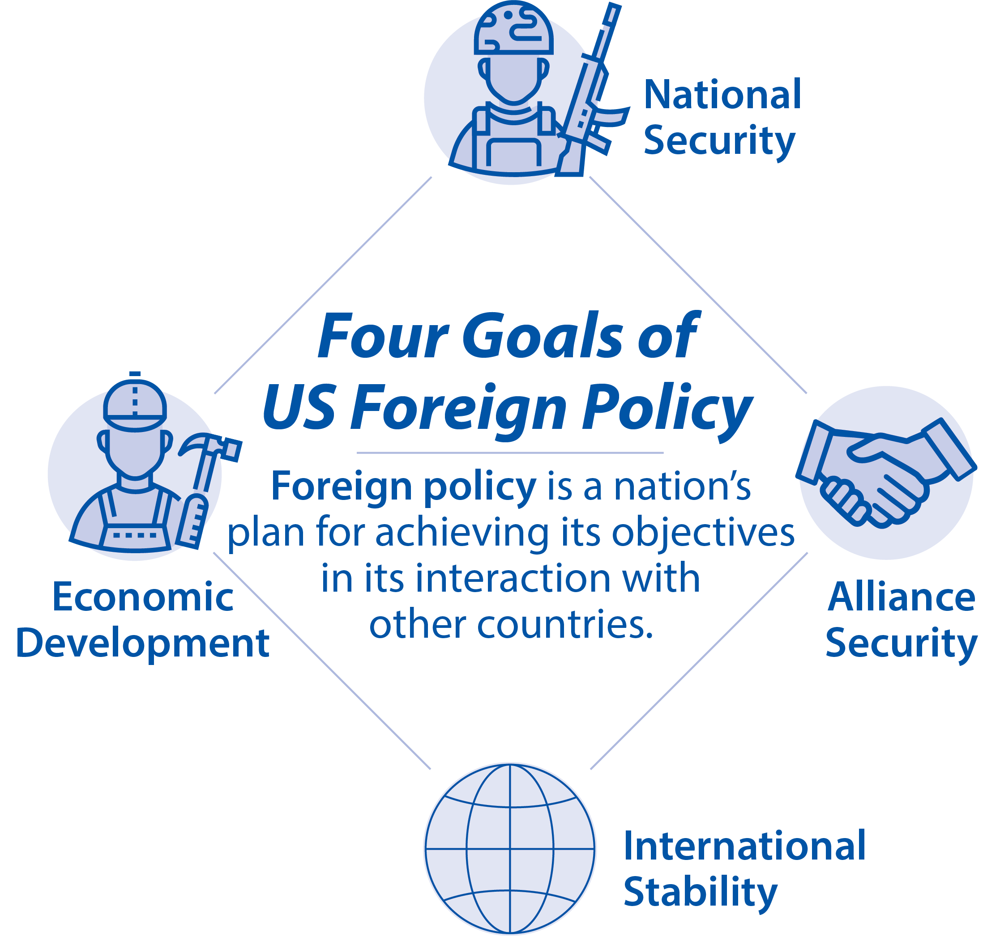 National
Security
Four Goals of
US Foreign Policy
Foreign policy is a nation’s
plan for achieving its objectives
in its interaction with
other countries.
Economic
Development
Alliance
Security
International
Stability